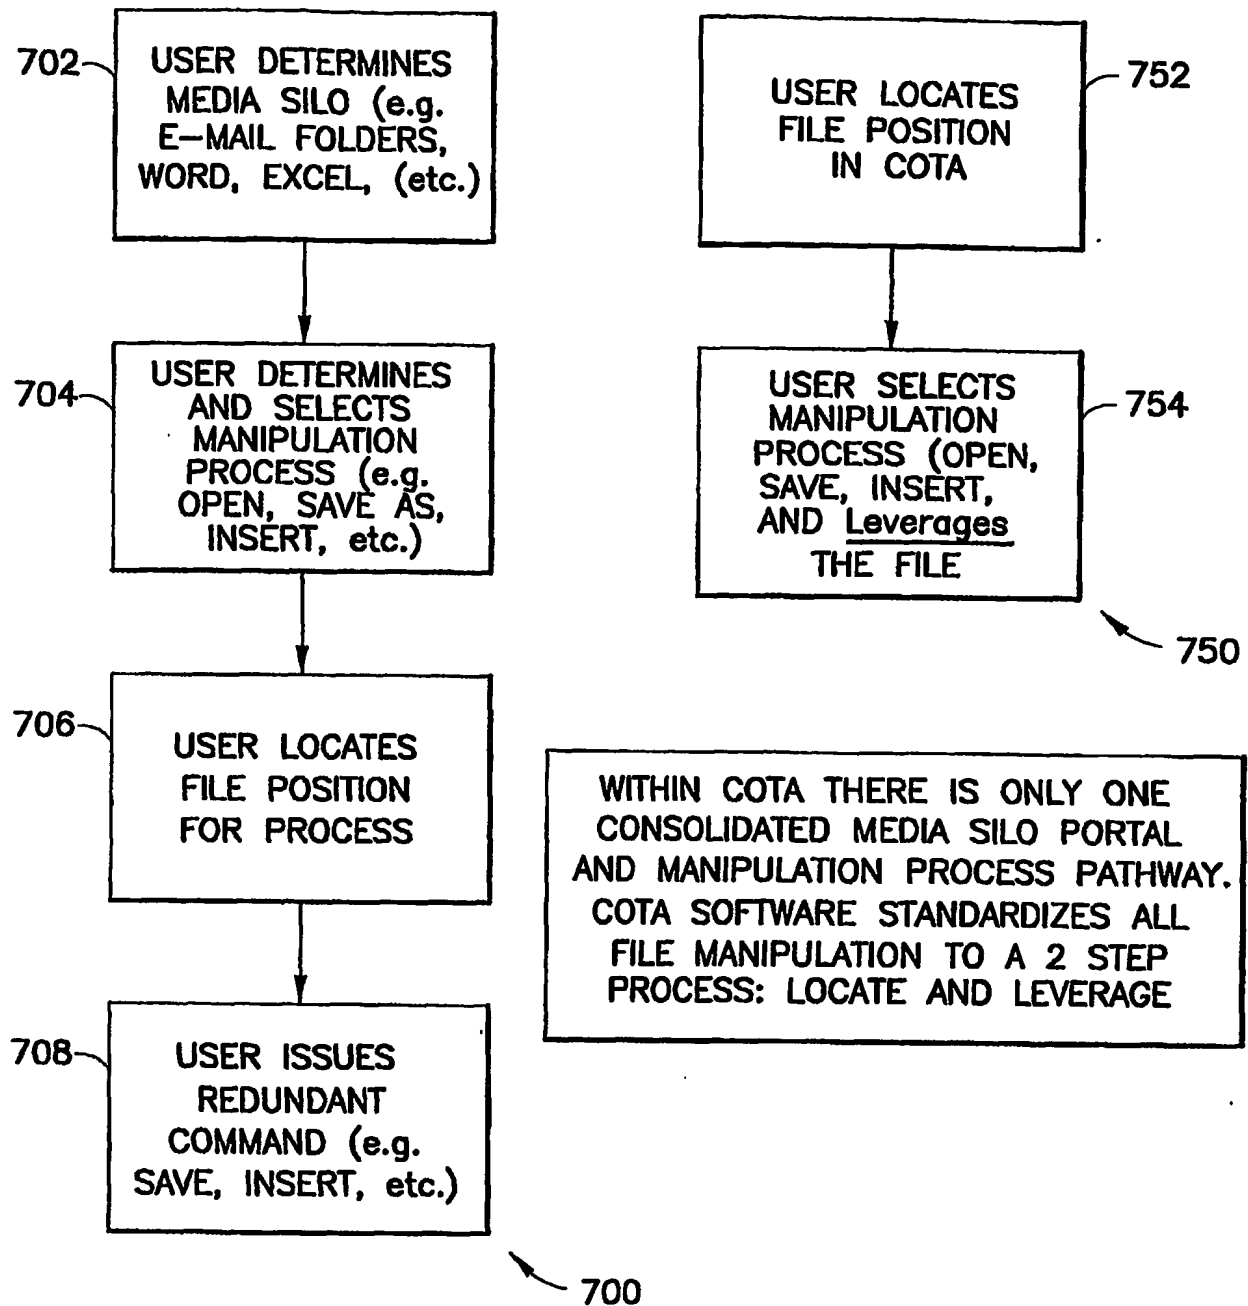 702
USER DETERMINES
MEDIA SILO (e.g.
E-MAIL FOLDERS,
WORD, EXCEL, (etc.)
704
USER DETERMINES
AND SELECTS
MANIPULATION
PROCESS (e.g.
OPEN, SAVE AS,
INSERT, etc.)
706
USER LOCATES
FILE POSITION
FOR PROCESS
708
USER ISSUES
REDUNDANT
COMMAND (e.g.
SAVE, INSERT, etc.)
700
752
USER LOCATES
FILE POSITION
IN COTA
754
USER SELECTS
MANIPULATION
PROCESS (OPEN,
SAVE, INSERT,
AND Leverages
THE FILE
750
WITHIN COTA THERE IS ONLY ONE
CONSOLIDATED MEDIA SILO PORTAL
AND MANIPULATION PROCESS PATHWAY.
COTA SOFTWARE STANDARDIZES ALL
FILE MANIPULATION TO A 2 STEP
PROCESS: LOCATE AND LEVERAGE